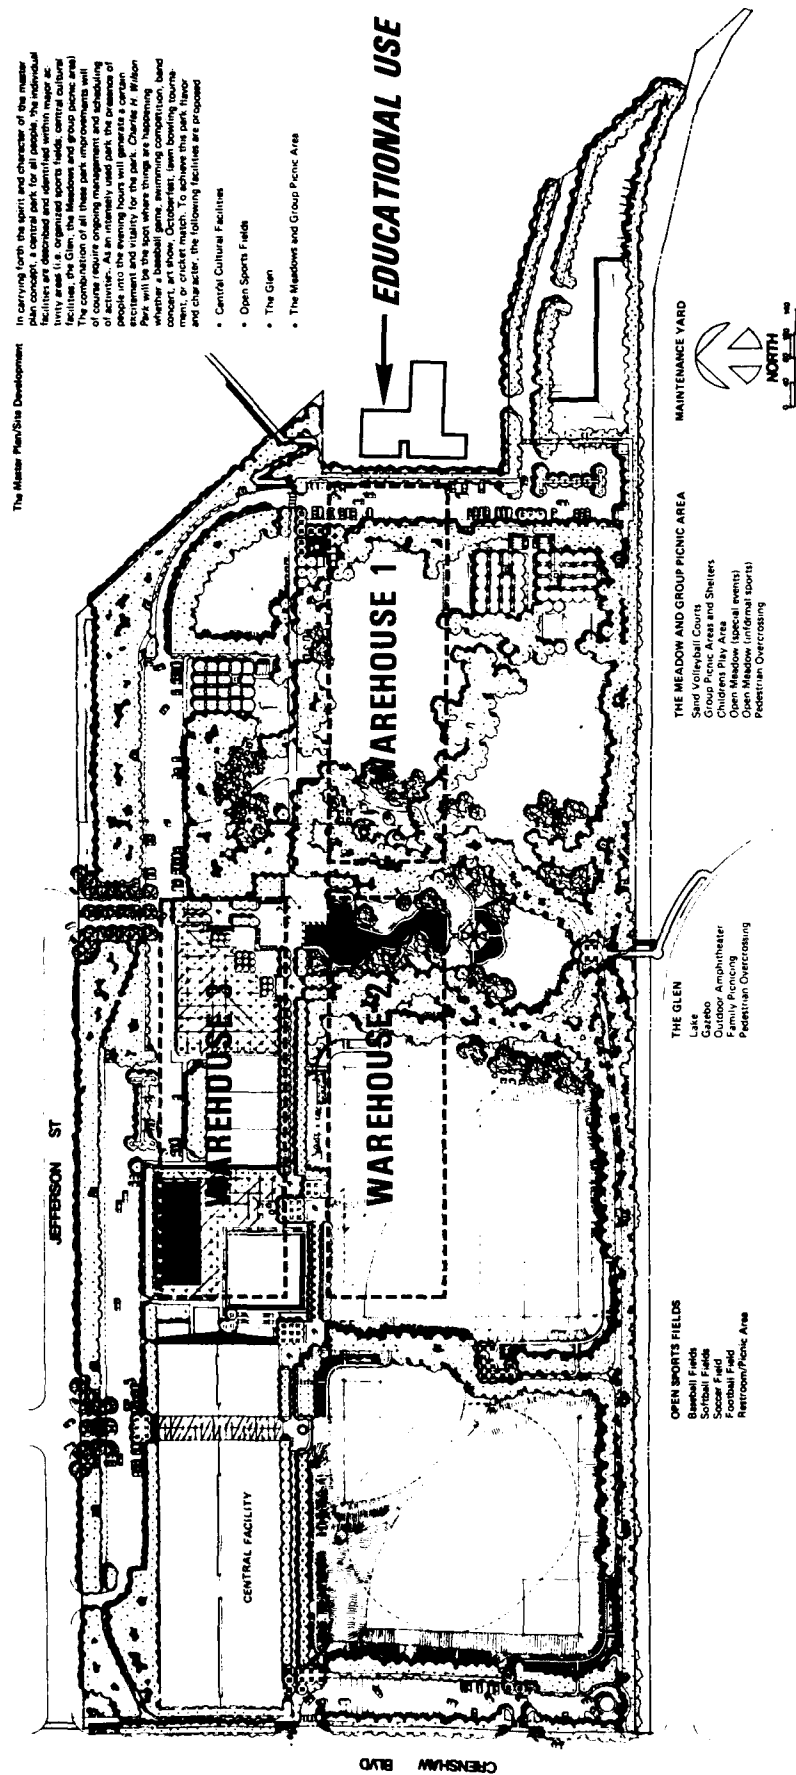 The Master Plan/Site Development
In carrying forth the spirit and character of the master
plan concept, a central park for all people, the individual
facilities are described and identified within major ac-
tivity areas (i.e. organized sports fields, central cultural
facilities, the Glen, the Meadows and group picnic area)
The combination of all these park improvements will
of course require ongoing management and scheduling
of activities. As an intensely used park the presence of
people into the evening hours will generate a certain
excitement and vitality for the park. Charles H. Wilson
Park will be the spot where things are happening
whether a baseball game, swimming competition, band
concert, art show, Octoberfest, lawn bowling tourna-
ment, or cricket match. To achieve this park flavor
and character, the following facilities are proposed
• Central Cultural Facilities
• Open Sports Fields
• The Glen
• The Meadows and Group Picnic Area
EDUCATIONAL USE
JEFFERSON ST
WAREHOUSE 3
WAREHOUSE 2
WAREHOUSE 1
CENTRAL FACILITY
CRENSHAW
BLVD
OPEN SPORTS FIELDS
Baseball Fields
Softball Fields
Soccer Field
Football Field
Restroom/Picnic Area
THE GLEN
Lake
Gazebo
Outdoor Amphitheater
Family Picnicing
Pedestrian Overcrossing
THE MEADOW AND GROUP PICNIC AREA
Sand Volleyball Courts
Group Picnic Areas and Shelters
Childrens Play Area
Open Meadow (special events)
Open Meadow (informal sports)
Pedestrian Overcrossing
MAINTENANCE YARD
NORTH